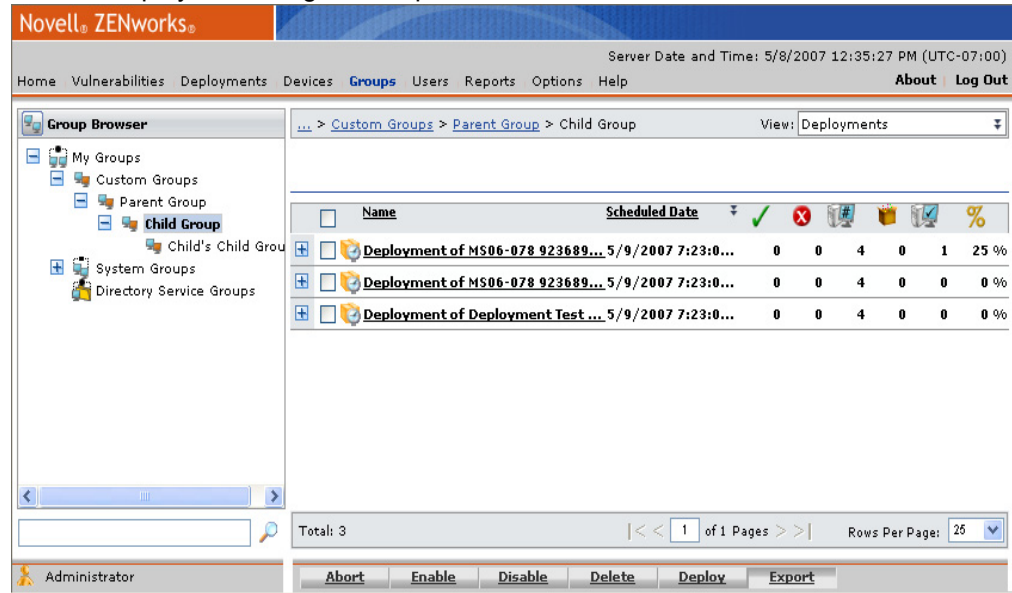 Novell® ZENworks®
Server Date and Time: 5/8/2007 12:35:27 PM (UTC-07:00)
Home Vulnerabilities Deployments Devices Groups Users Reports Options Help About Log Out
Group Browser
... > Custom Groups > Parent Group > Child Group View: Deployments
My Groups
Custom Groups
Parent Group
Child Group
Child's Child Grou
System Groups
Directory Service Groups
Name Scheduled Date # %
Deployment of MS06-078 923689... 5/9/2007 7:23:0... 0 0 4 0 1 25 %
Deployment of MS06-078 923689... 5/9/2007 7:23:0... 0 0 4 0 0 0 %
Deployment of Deployment Test ... 5/9/2007 7:23:0... 0 0 4 0 0 0 %
Total: 3 |< < 1 of 1 Pages > >| Rows Per Page: 25
Administrator
Abort Enable Disable Delete Deploy Export